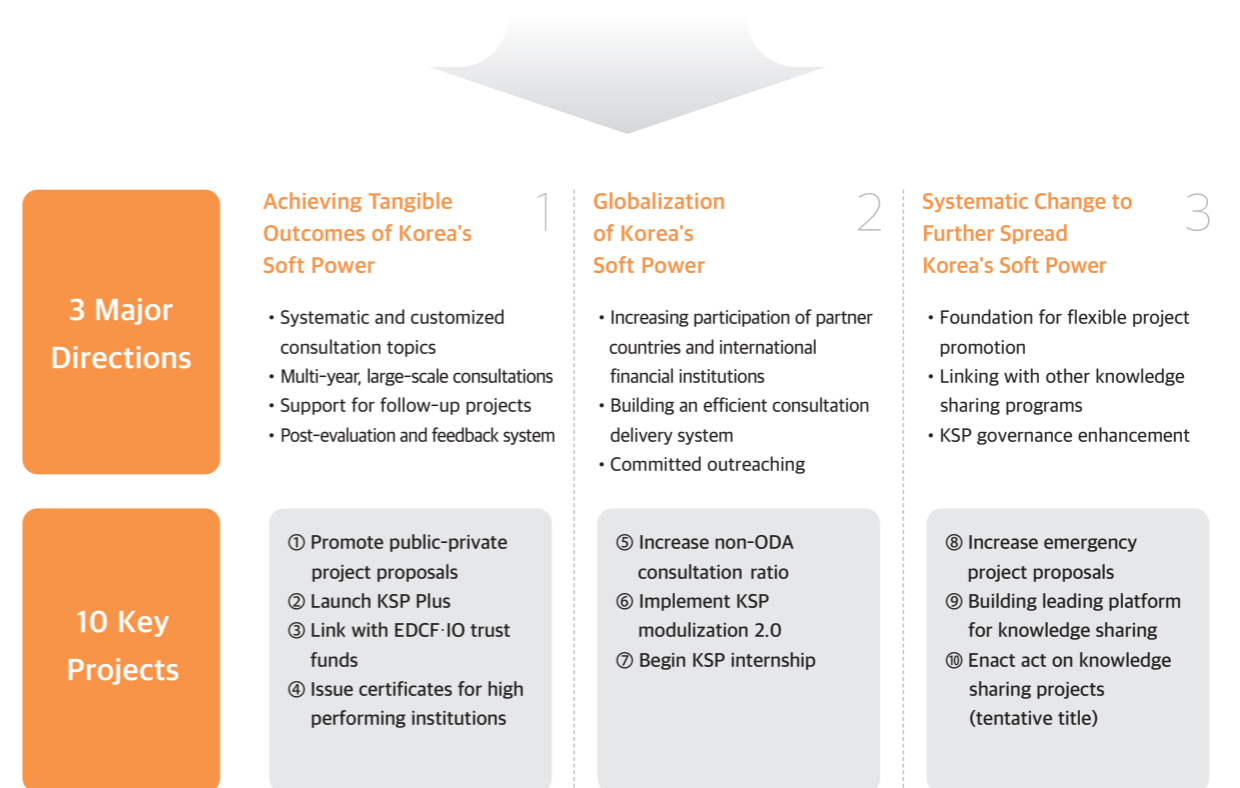 3 Major
Directions
Achieving Tangible
Outcomes of Korea's
Soft Power
1
• Systematic and customized
consultation topics
• Multi-year, large-scale consultations
• Support for follow-up projects
• Post-evaluation and feedback system
Globalization
of Korea's
Soft Power
2
• Increasing participation of partner
countries and international
financial institutions
• Building an efficient consultation
delivery system
• Committed outreaching
Systematic Change to
Further Spread
Korea's Soft Power
3
• Foundation for flexible project
promotion
• Linking with other knowledge
sharing programs
• KSP governance enhancement
10 Key
Projects
① Promote public-private
project proposals
② Launch KSP Plus
③ Link with EDCF·IO trust
funds
④ Issue certificates for high
performing institutions
⑤ Increase non-ODA
consultation ratio
⑥ Implement KSP
modulization 2.0
⑦ Begin KSP internship
⑧ Increase emergency
project proposals
⑨ Building leading platform
for knowledge sharing
⑩ Enact act on knowledge
sharing projects
(tentative title)